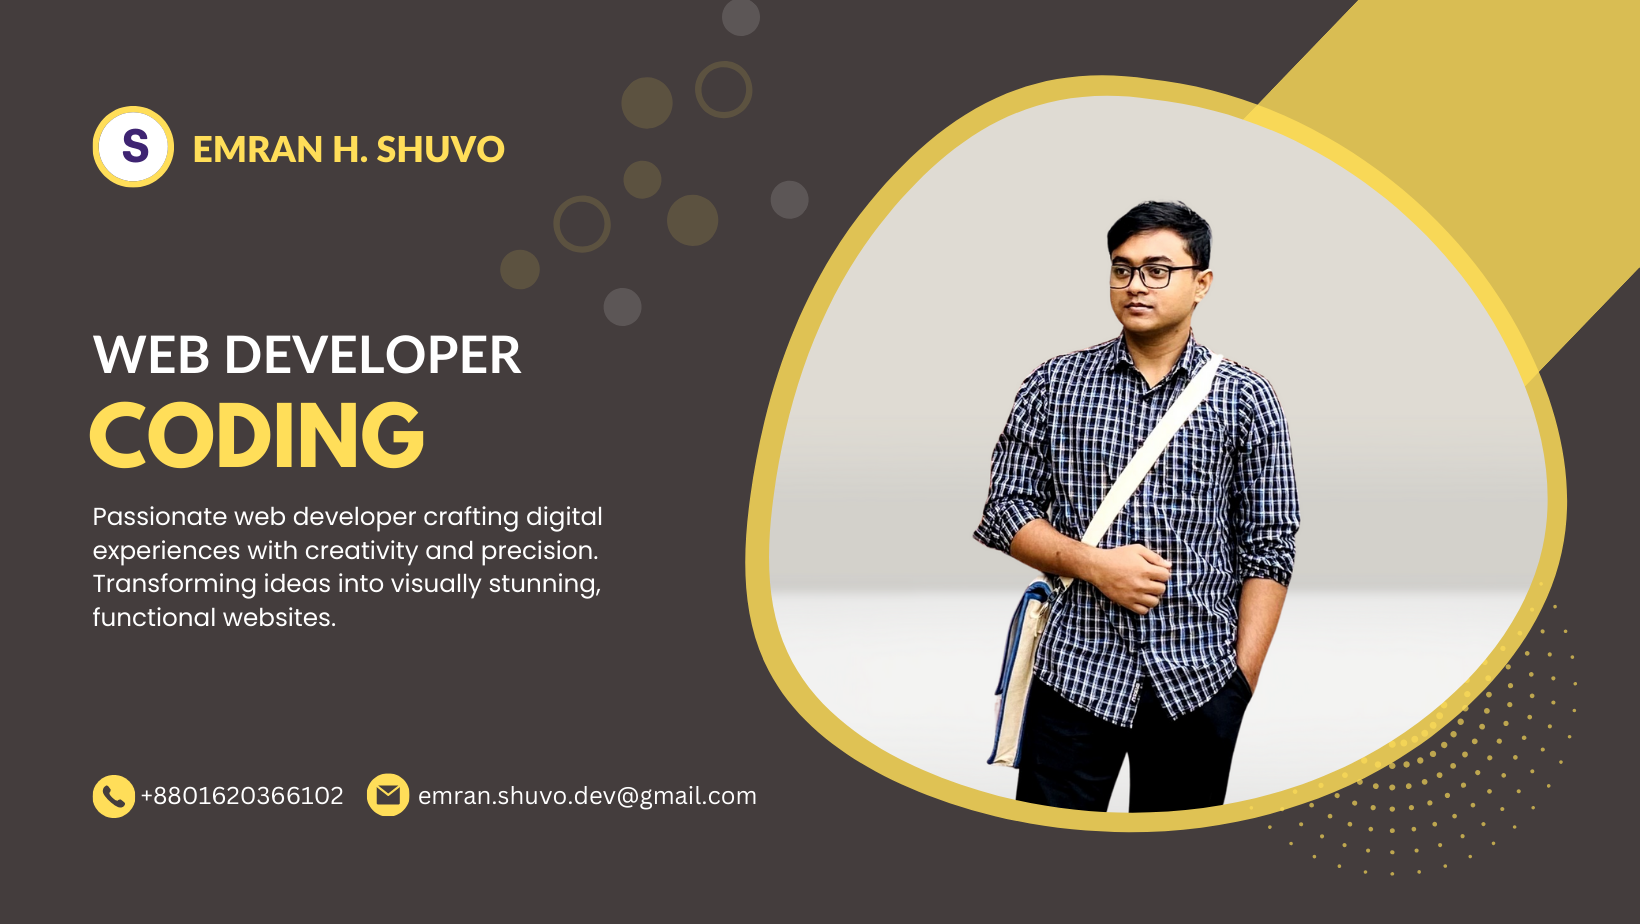 S
EMRAN H. SHUVO
WEB DEVELOPER
CODING
Passionate web developer crafting digital
experiences with creativity and precision.
Transforming ideas into visually stunning,
functional websites.
+8801620366102
emran.shuvo.dev@gmail.com